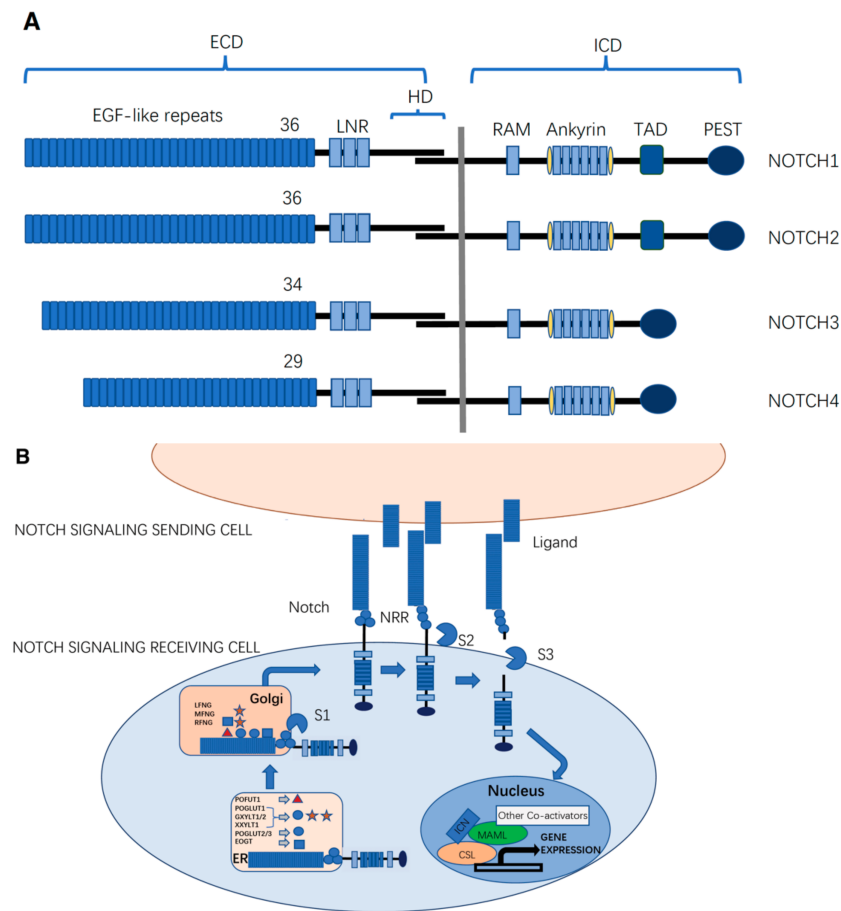 A
ECD
ICD
HD
EGF-like repeats
36
LNR
RAM
Ankyrin
TAD
PEST
NOTCH1
36
NOTCH2
34
NOTCH3
29
NOTCH4
B
NOTCH SIGNALING SENDING CELL
Ligand
Notch
NRR
S2
NOTCH SIGNALING RECEIVING CELL
S3
Golgi
LFNG
MFNG
RFNG
S1
POFUT1
POGLUT1
GXYLT1/2
XXYLT1
POGLUT2/3
EOGT
ER
Nucleus
Other Co-activators
ICN
MAML
GENE
EXPRESSION
CSL